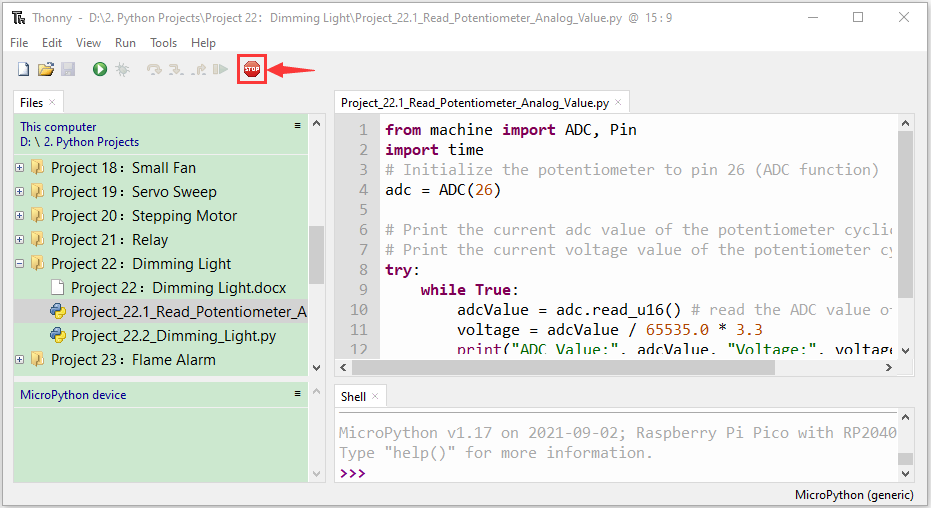 Thonny - D:\2. Python Projects\Project 22：Dimming Light\Project_22.1_Read_Potentiometer_Analog_Value.py @ 15 : 9
File Edit View Run Tools Help
STOP
Files
This computer
D: \ 2. Python Projects
Project 18：Small Fan
Project 19：Servo Sweep
Project 20：Stepping Motor
Project 21：Relay
Project 22：Dimming Light
Project 22：Dimming Light.docx
Project_22.1_Read_Potentiometer_A
Project_22.2_Dimming_Light.py
Project 23：Flame Alarm
MicroPython device
Project_22.1_Read_Potentiometer_Analog_Value.py
1 from machine import ADC, Pin
2 import time
3 # Initialize the potentiometer to pin 26 (ADC function)
4 adc = ADC(26)
5
6 # Print the current adc value of the potentiometer cyclic
7 # Print the current voltage value of the potentiometer cy
8 try:
9 while True:
10 adcValue = adc.read_u16() # read the ADC value of
11 voltage = adcValue / 65535.0 * 3.3
12 print("ADC Value:", adcValue, "Voltage:", voltage
Shell
MicroPython v1.17 on 2021-09-02; Raspberry Pi Pico with RP2040
Type "help()" for more information.
>>>
MicroPython (generic)